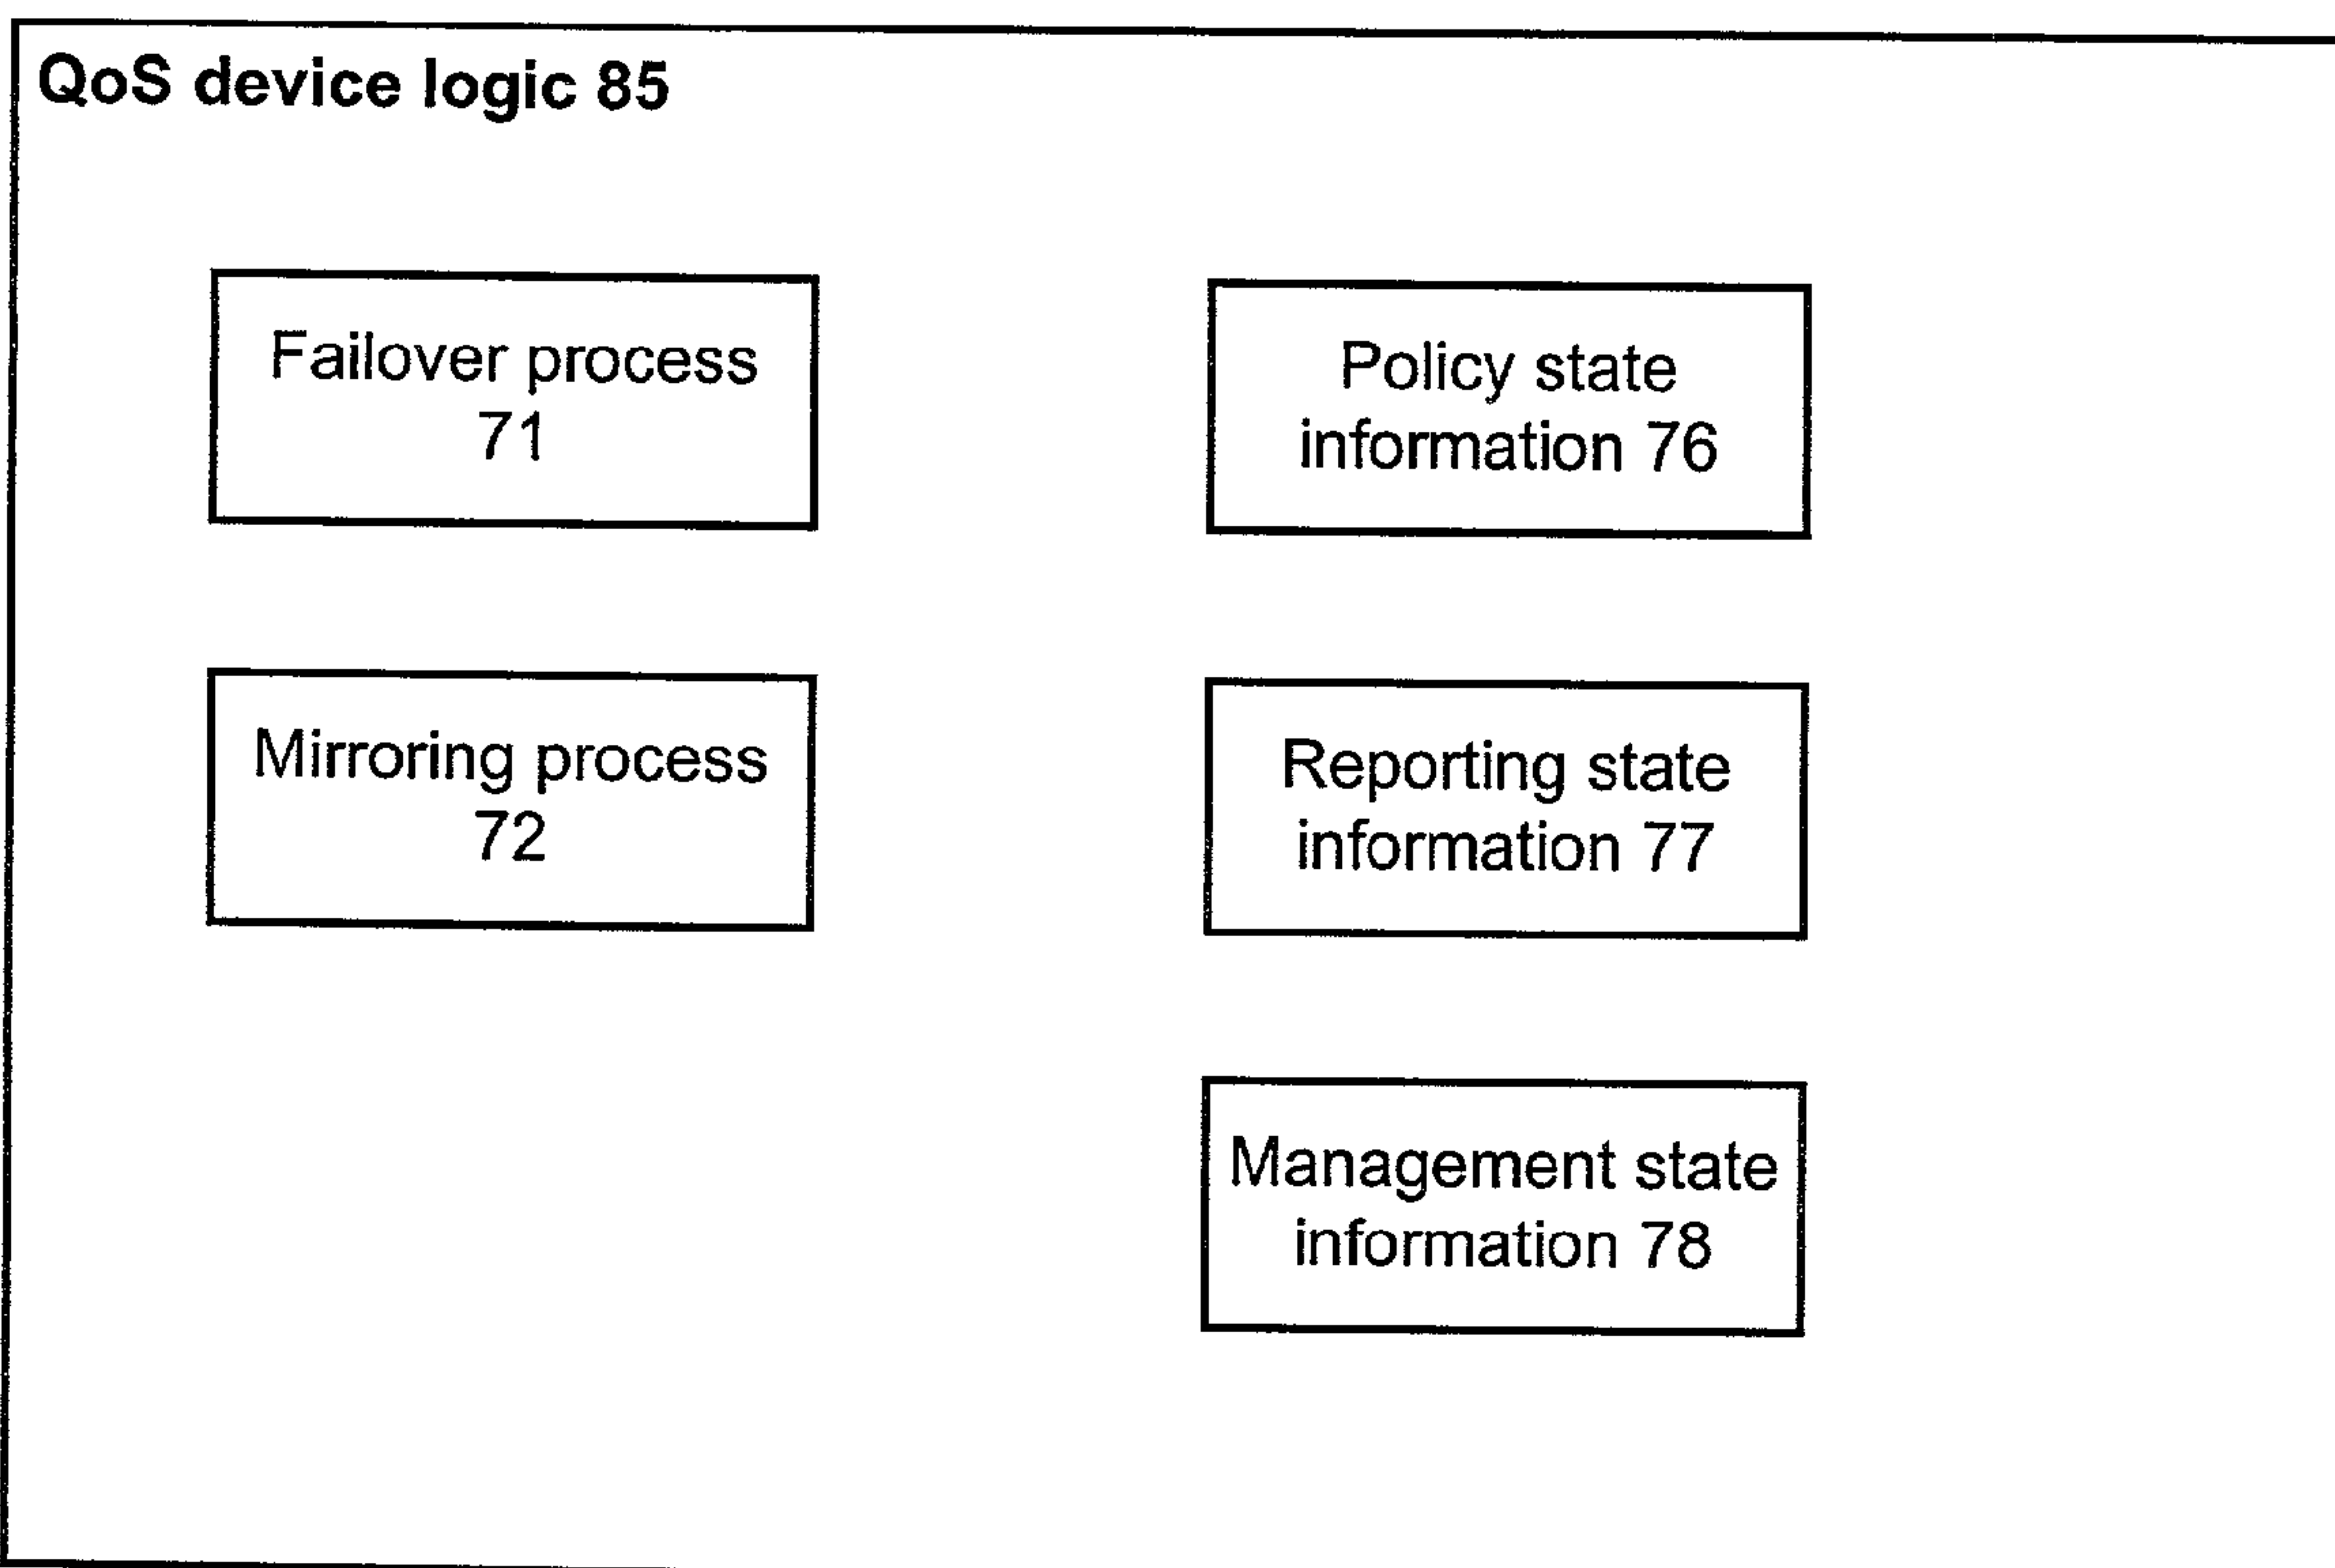 QoS device logic 85
Failover process
71
Policy state
information 76
Mirroring process
72
Reporting state
information 77
Management state
information 78